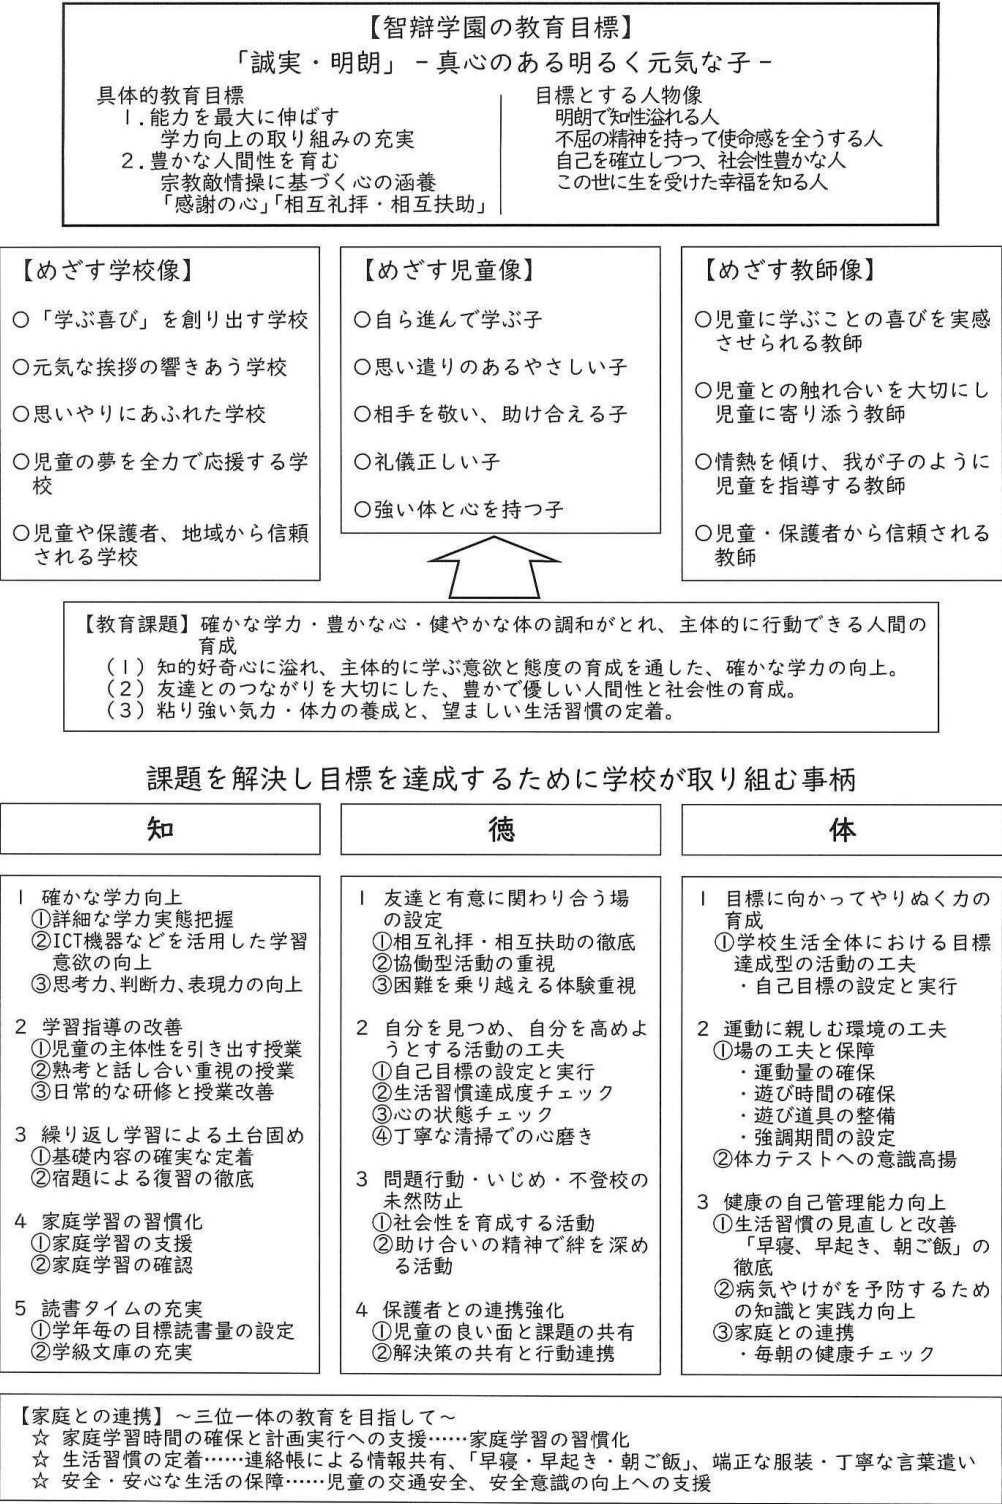 【智辯学園の教育目標】
「誠実・明朗」－真心のある明るく元気な子－
具体的教育目標
1.能力を最大に伸ばす
学力向上の取り組みの充実
2.豊かな人間性を育む
宗教敵情操に基づく心の涵養
「感謝の心」「相互礼拝・相互扶助」
目標とする人物像
明朗で知性溢れる人
不屈の精神を持って使命感を全うする人
自己を確立しつつ、社会性豊かな人
この世に生を受けた幸福を知る人
【めざす学校像】
○「学ぶ喜び」を創り出す学校
○元気な挨拶の響きあう学校
○思いやりにあふれた学校
○児童の夢を全力で応援する学
校
○児童や保護者、地域から信頼
される学校
【めざす児童像】
○自ら進んで学ぶ子
○思い遣りのあるやさしい子
○相手を敬い、助け合える子
○礼儀正しい子
○強い体と心を持つ子
【めざす教師像】
○児童に学ぶことの喜びを実感
させられる教師
○児童との触れ合いを大切にし
児童に寄り添う教師
○情熱を傾け、我が子のように
児童を指導する教師
○児童・保護者から信頼される
教師
【教育課題】確かな学力・豊かな心・健やかな体の調和がとれ、主体的に行動できる人間の
育成
(1)知的好奇心に溢れ、主体的に学ぶ意欲と態度の育成を通した、確かな学力の向上。
(2)友達とのつながりを大切にした、豊かで優しい人間性と社会性の育成。
(3)粘り強い気力・体力の養成と、望ましい生活習慣の定着。
課題を解決し目標を達成するために学校が取り組む事柄
知
1 確かな学力向上
①詳細な学力実態把握
②ICT機器などを活用した学習
意欲の向上
③思考力、判断力、表現力の向上
2 学習指導の改善
①児童の主体性を引き出す授業
②熟考と話し合い重視の授業
③日常的な研修と授業改善
3 繰り返し学習による土台固め
①基礎内容の確実な定着
②宿題による復習の徹底
4 家庭学習の習慣化
①家庭学習の支援
②家庭学習の確認
5 読書タイムの充実
①学年毎の目標読書量の設定
②学級文庫の充実
徳
1 友達と有意に関わり合う場
の設定
①相互礼拝・相互扶助の徹底
②協働型活動の重視
③困難を乗り越える体験重視
2 自分を見つめ、自分を高めよ
うとする活動の工夫
①自己目標の設定と実行
②生活習慣達成度チェック
③心の状態チェック
④丁寧な清掃での心磨き
3 問題行動・いじめ・不登校の
未然防止
①社会性を育成する活動
②助け合いの精神で絆を深め
る活動
4 保護者との連携強化
①児童の良い面と課題の共有
②解決策の共有と行動連携
体
1 目標に向かってやりぬく力の
育成
①学校生活全体における目標
達成型の活動の工夫
・自己目標の設定と実行
2 運動に親しむ環境の工夫
①場の工夫と保障
・運動量の確保
・遊び時間の確保
・遊び道具の整備
・強調期間の設定
②体力テストへの意識高揚
3 健康の自己管理能力向上
①生活習慣の見直しと改善
「早寝、早起き、朝ご飯」の
徹底
②病気やけがを予防するため
の知識と実践力向上
③家庭との連携
・毎朝の健康チェック
【家庭との連携】～三位一体の教育を目指して～
☆ 家庭学習時間の確保と計画実行への支援……家庭学習の習慣化
☆ 生活習慣の定着……連絡帳による情報共有、「早寝・早起き・朝ご飯」、端正な服装・丁寧な言葉遣い
☆ 安全・安心な生活の保障……児童の交通安全、安全意識の向上への支援